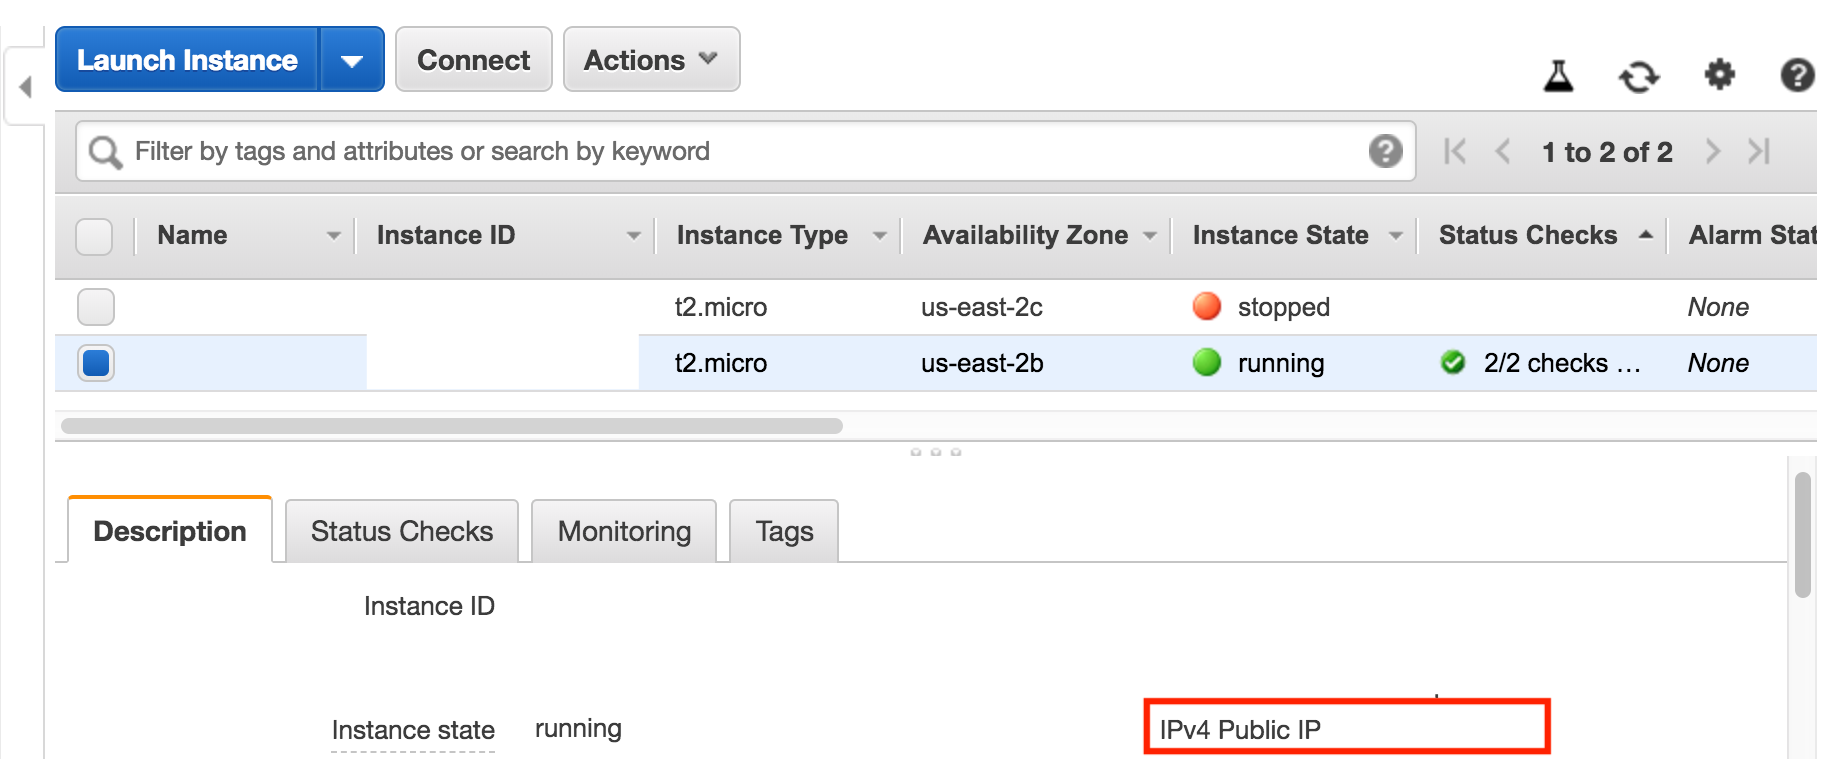 Launch Instance Connect Actions
Filter by tags and attributes or search by keyword ? 1 to 2 of 2 ?
Name Instance ID Instance Type Availability Zone Instance State Status Checks Alarm Stat
t2.micro us-east-2c stopped None
t2.micro us-east-2b running 2/2 checks … None
Description Status Checks Monitoring Tags
Instance ID
Instance state running IPv4 Public IP